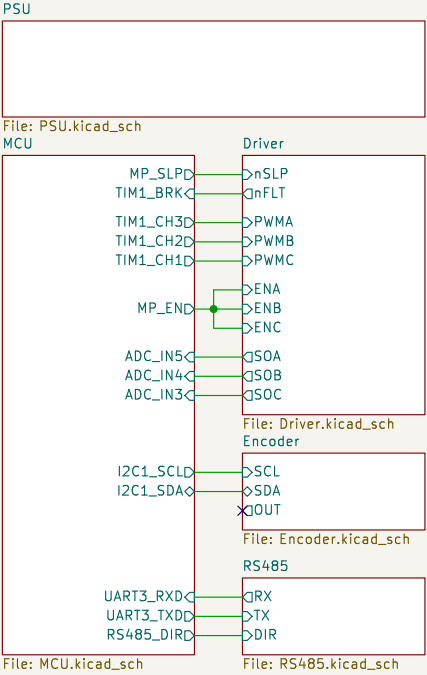 PSU
File: PSU.kicad_sch
MCU
Driver
MP_SLP
nSLP
TIM1_BRK
nFLT
TIM1_CH3
PWMA
TIM1_CH2
PWMB
TIM1_CH1
PWMC
ENA
MP_EN
ENB
ENC
ADC_IN5
SOA
ADC_IN4
SOB
ADC_IN3
SOC
File: Driver.kicad_sch
Encoder
I2C1_SCL
SCL
I2C1_SDA
SDA
OUT
File: Encoder.kicad_sch
RS485
UART3_RXD
RX
UART3_TXD
TX
RS485_DIR
DIR
File: MCU.kicad_sch
File: RS485.kicad_sch